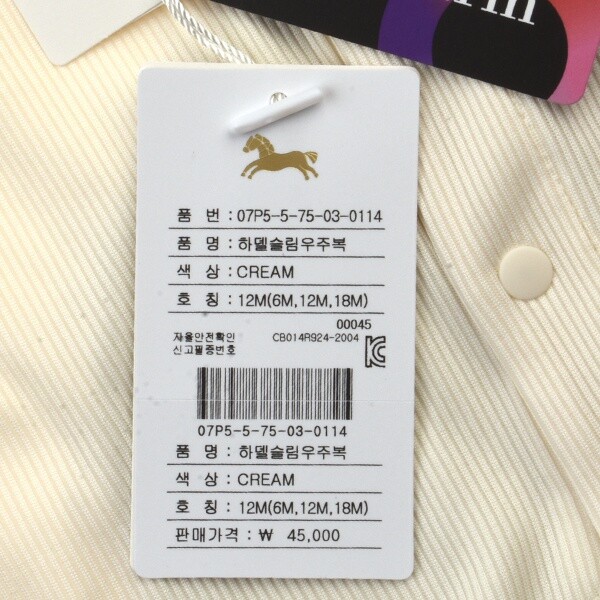 품 번 : 07P5-5-75-03-0114
품 명 : 하델슬림우주복
색 상 : CREAM
호 칭 : 12M(6M,12M,18M)
00045
자율안전확인 CB014R924-2004
신고필증번호
07P5-5-75-03-0114
품 명 : 하델슬림우주복
색 상 : CREAM
호 칭 : 12M(6M,12M,18M)
판매가격 : ₩ 45,000